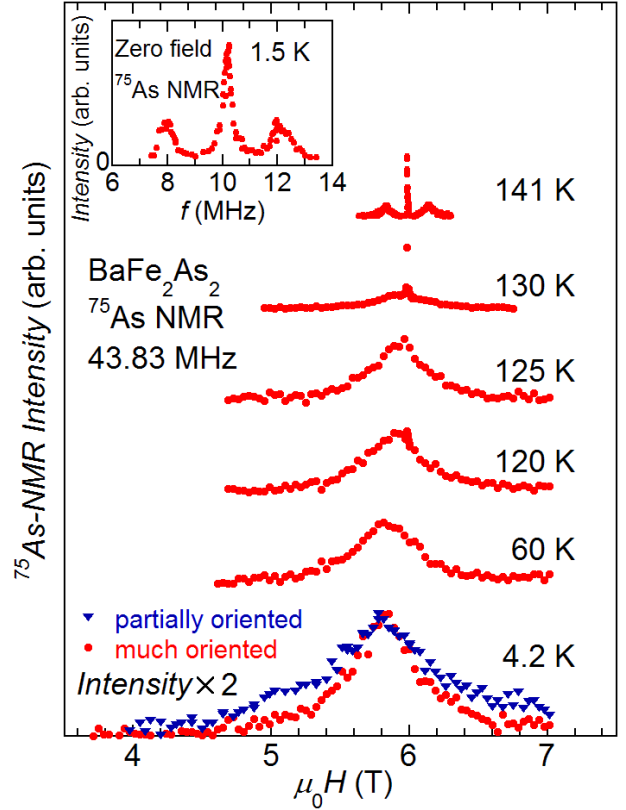 Zero field 1.5 K
⁷⁵As NMR
Intensity (arb. units)
0
6 8 10 12 14
f (MHz)
141 K
BaFe₂As₂
⁷⁵As NMR
43.83 MHz
130 K
125 K
120 K
60 K
partially oriented
much oriented
Intensity×2
4.2 K
⁷⁵As-NMR Intensity (arb. units)
4 5 6 7
μ₀H (T)